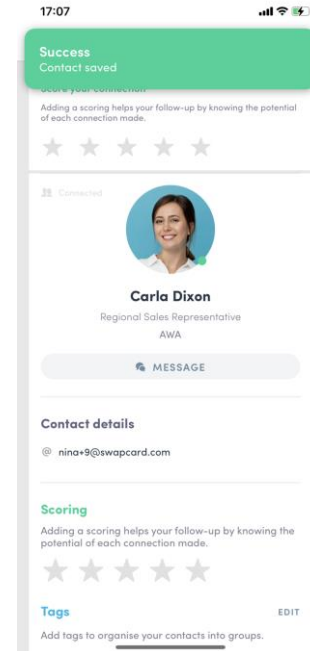 17:07
Success
Contact saved
Score your connection
Adding a scoring helps your follow-up by knowing the potential
of each connection made.
Connected
Carla Dixon
Regional Sales Representative
AWA
MESSAGE
Contact details
@ nina+9@swapcard.com
Scoring
Adding a scoring helps your follow-up by knowing the
potential of each connection made.
Tags EDIT
Add tags to organise your contacts into groups.